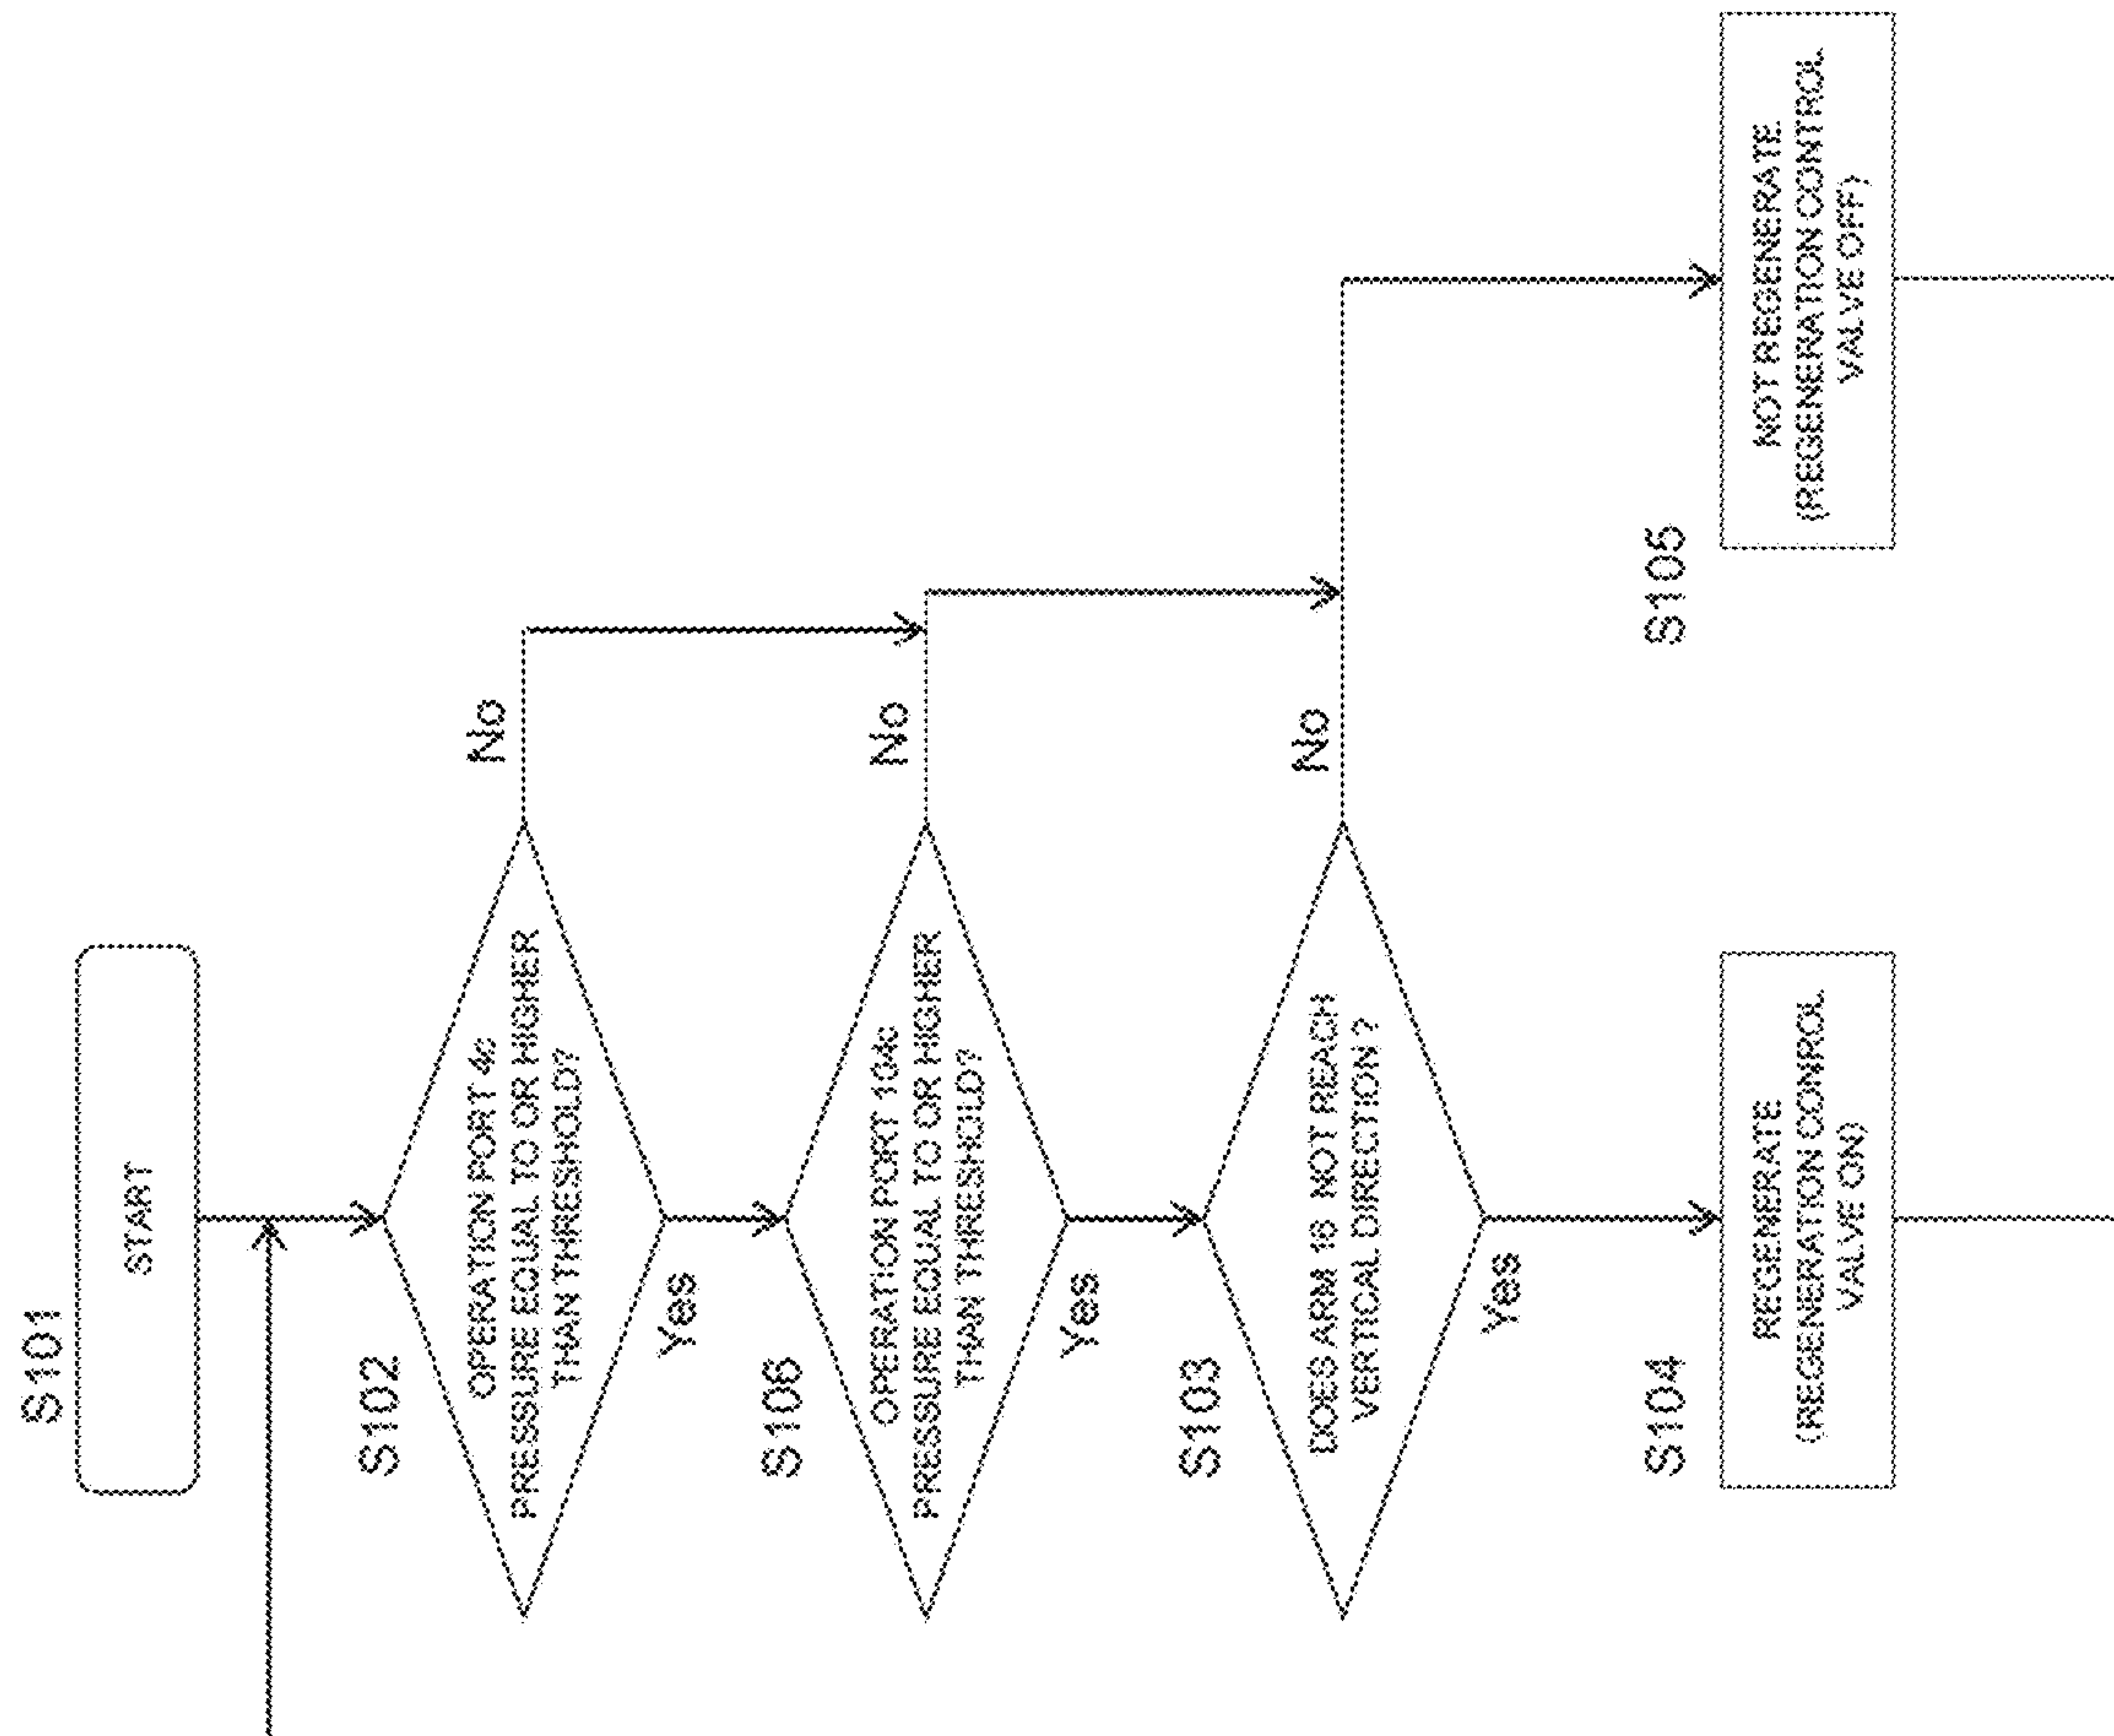 S101
START
S102
OPERATION PORT 4c
PRESSURE EQUAL TO OR HIGHER
THAN THRESHOLD?
No
Yes
S106
OPERATION PORT 104c
PRESSURE EQUAL TO OR HIGHER
THAN THRESHOLD?
No
Yes
S103
DOES ARM 16 NOT REACH
VERTICAL DIRECTION ?
No
Yes
S104
REGENERATE
(REGENERATION CONROL
VALVE ON)
S105
NOT REGENERATE
(REGENERATION CONTROL
VALVE OFF)